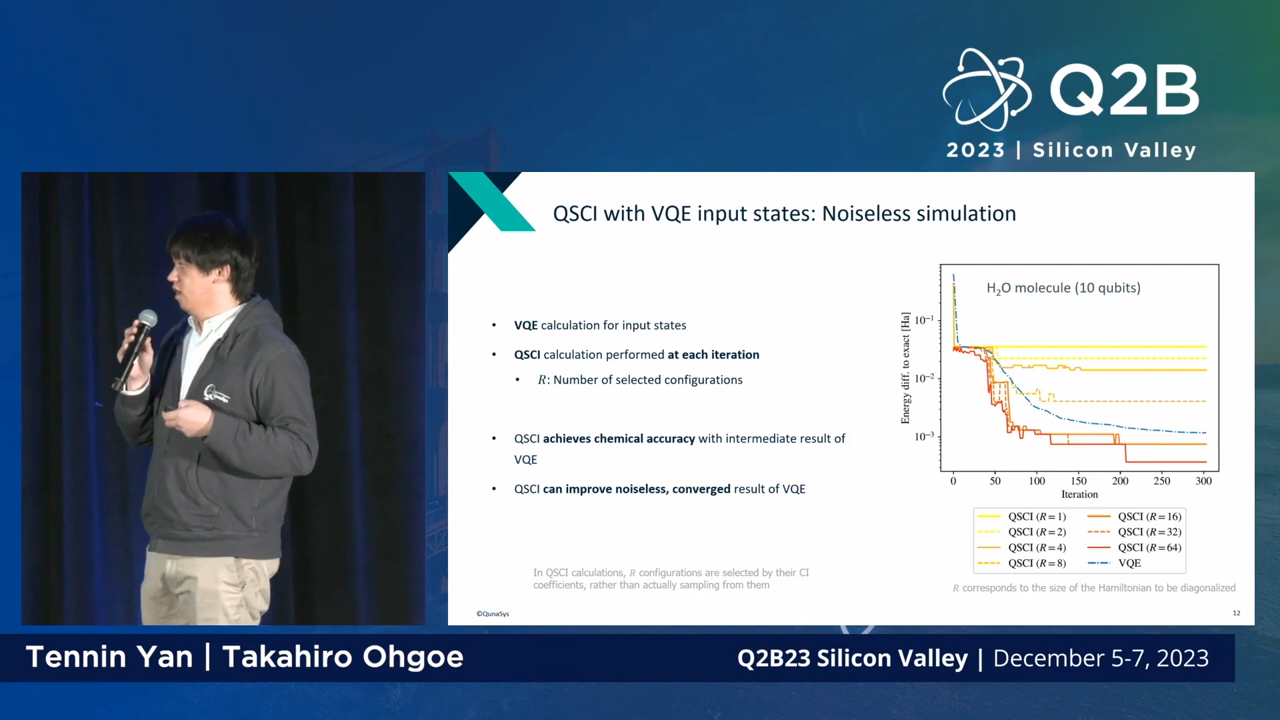 Q2B
2023 | Silicon Valley
QSCI with VQE input states: Noiseless simulation
• VQE calculation for input states
• QSCI calculation performed at each iteration
• R: Number of selected configurations
• QSCI achieves chemical accuracy with intermediate result of
VQE
• QSCI can improve noiseless, converged result of VQE
In QSCI calculations, R configurations are selected by their CI
coefficients, rather than actually sampling from them
H₂O molecule (10 qubits)
Energy diff. to exact [Ha]
10⁻¹
10⁻²
10⁻³
0 50 100 150 200 250 300
Iteration
QSCI (R=1) QSCI (R=16)
QSCI (R=2) QSCI (R=32)
QSCI (R=4) QSCI (R=64)
QSCI (R=8) VQE
R corresponds to the size of the Hamiltonian to be diagonalized
©QunaSys
12
Tennin Yan | Takahiro Ohgoe
Q2B23 Silicon Valley | December 5-7, 2023